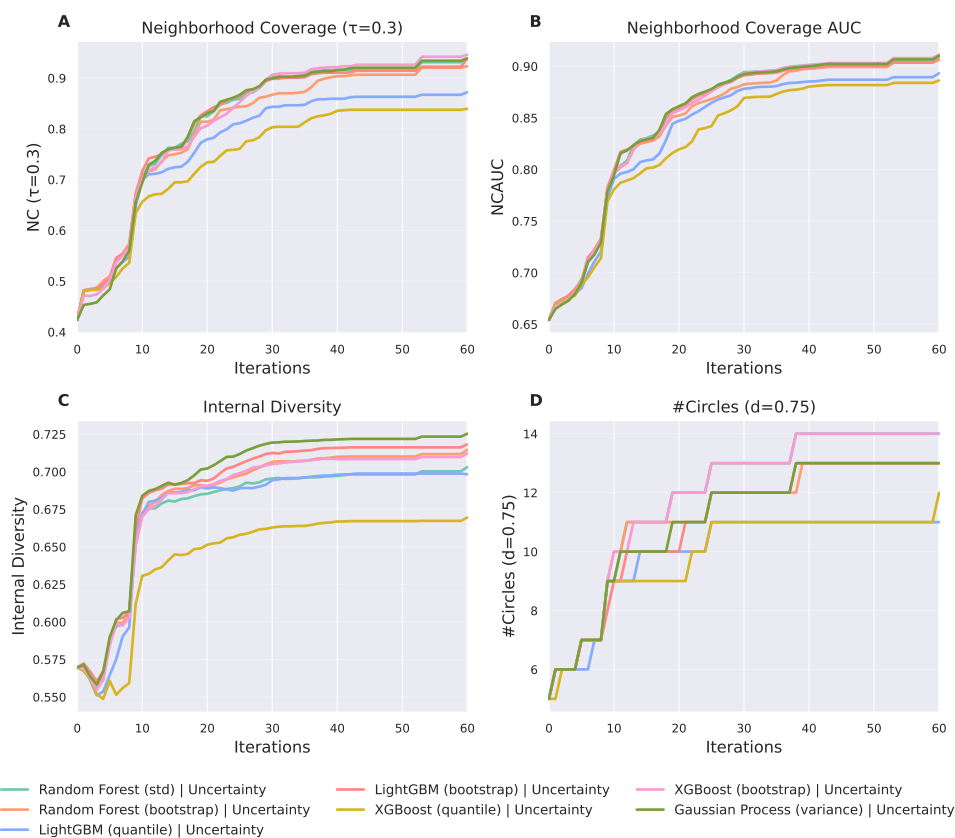 A
Neighborhood Coverage (τ=0.3)
NC (τ=0.3)
0.9
0.8
0.7
0.6
0.5
0.4
0 10 20 30 40 50 60
Iterations
B
Neighborhood Coverage AUC
NCAUC
0.90
0.85
0.80
0.75
0.70
0.65
0 10 20 30 40 50 60
Iterations
C
Internal Diversity
Internal Diversity
0.725
0.700
0.675
0.650
0.625
0.600
0.575
0.550
0 10 20 30 40 50 60
Iterations
D
#Circles (d=0.75)
#Circles (d=0.75)
14
12
10
8
6
0 10 20 30 40 50 60
Iterations
Random Forest (std) | Uncertainty
Random Forest (bootstrap) | Uncertainty
LightGBM (quantile) | Uncertainty
LightGBM (bootstrap) | Uncertainty
XGBoost (quantile) | Uncertainty
XGBoost (bootstrap) | Uncertainty
Gaussian Process (variance) | Uncertainty